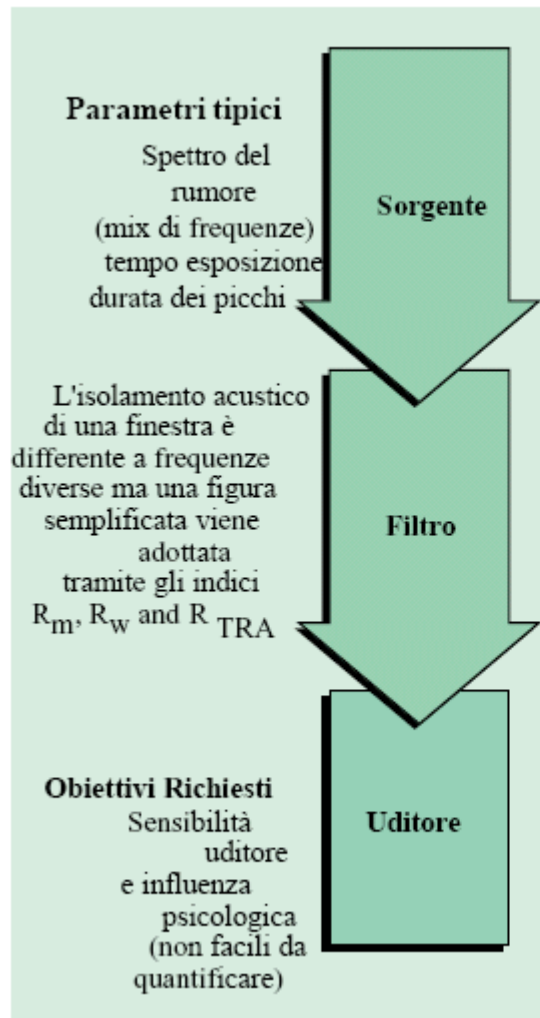 Parametri tipici
Spettro del
rumore
(mix di frequenze)
tempo esposizione
durata dei picchi
Sorgente
L'isolamento acustico
di una finestra è
differente a frequenze
diverse ma una figura
semplificata viene
adottata
tramite gli indici
Rm, Rw and R TRA
Filtro
Obiettivi Richiesti
Sensibilità
uditore
e influenza
psicologica
(non facili da
quantificare)
Uditore